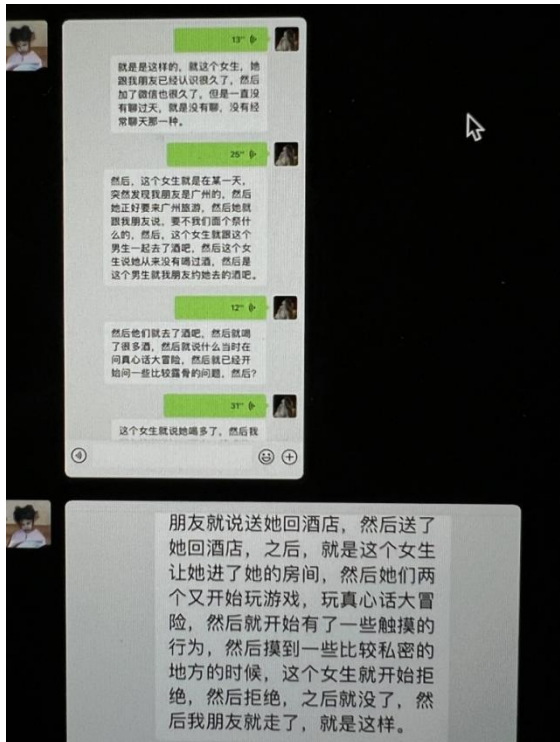 13"
就是是这样的，就这个女生，她
跟我朋友已经认识很久了，然后
加了微信也很久了，但是一直没
有聊过天，就是没有聊，没有经
常聊天那一种。
25"
然后，这个女生就是在某一天，
突然发现我朋友是广州的，然后
她正好要来广州旅游，然后她就
跟我朋友说，要不我们面个祭什
么的，然后，这个女生就跟这个
男生一起去了酒吧，然后这个女
生说她从来没有喝过酒，然后是
这个男生就我朋友约她去的酒吧。
12"
然后他们就去了酒吧，然后就喝
了很多酒，然后就说什么当时在
问真心话大冒险，然后就已经开
始问一些比较露骨的问题，然后？
31"
这个女生就说她喝多了，然后我
朋友就说送她回酒店，然后送了
她回酒店，之后，就是这个女生
让她进了她的房间，然后她们两
个又开始玩游戏，玩真心话大冒
险，然后就开始有了一些触摸的
行为，然后摸到一些比较私密的
地方的时候，这个女生就开始拒
绝，然后拒绝，之后就没了，然
后我朋友就走了，就是这样。